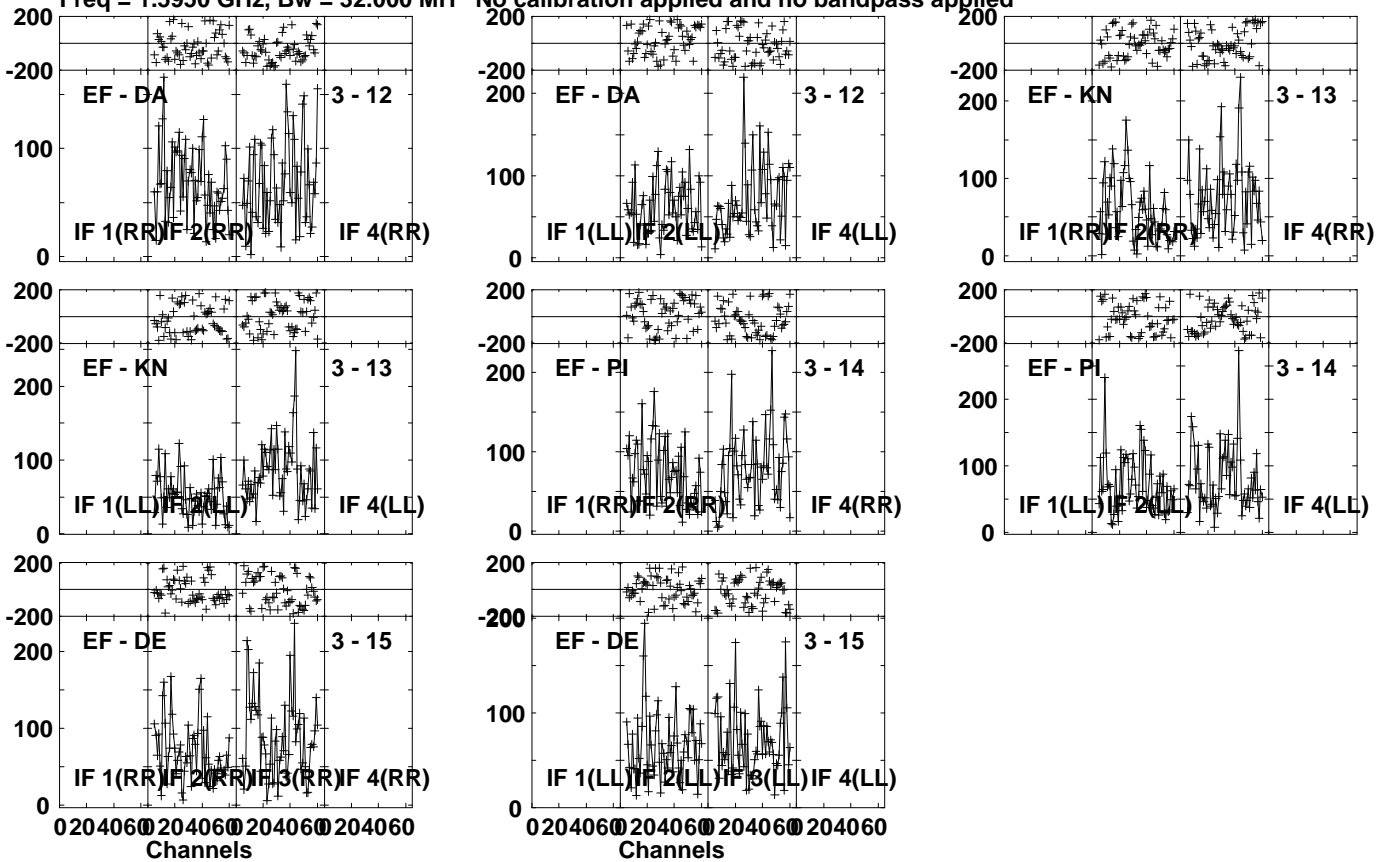 Freq = 1.5950 GHz, Bw = 32.000 MH No calibration applied and no bandpass applied
200
-200
EF - DA
3 - 12
100
IF 1(RR)
IF 2(RR)
IF 4(RR)
0
200
-200
200
EF - DA
3 - 12
100
IF 1(LL)
IF 2(LL)
IF 4(LL)
0
200
-200
200
EF - KN
3 - 13
100
IF 1(RR)
IF 2(RR)
IF 4(RR)
0
200
-200
200
EF - KN
3 - 13
100
IF 1(LL)
IF 2(LL)
IF 4(LL)
0
200
-200
200
EF - PI
3 - 14
100
IF 1(RR)
IF 2(RR)
IF 4(RR)
0
200
-200
200
EF - PI
3 - 14
100
IF 1(LL)
IF 2(LL)
IF 4(LL)
0
200
-200
200
EF - DE
3 - 15
100
IF 1(RR)
IF 2(RR)
IF 3(RR)
IF 4(RR)
0
0 20 40 60 0 20 40 60 0 20 40 60 0 20 40 60
Channels
200
-200
200
EF - DE
3 - 15
100
IF 1(LL)
IF 2(LL)
IF 3(LL)
IF 4(LL)
0
0 20 40 60 0 20 40 60 0 20 40 60 0 20 40 60
Channels